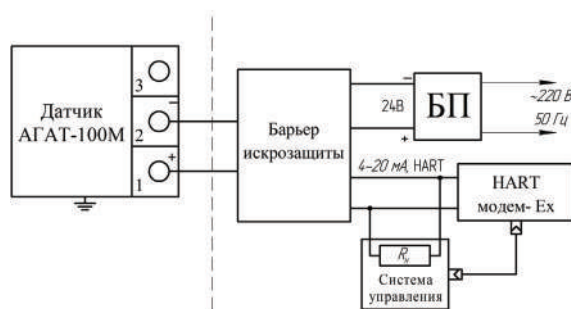 Датчик
АГАТ-100М
3
2
−
1
+
Барьер
искрозащиты
−
24В
+
БП
~220 В
50 Гц
4-20 мА, HART
HART
модем- Ex
Rн
Система
управления